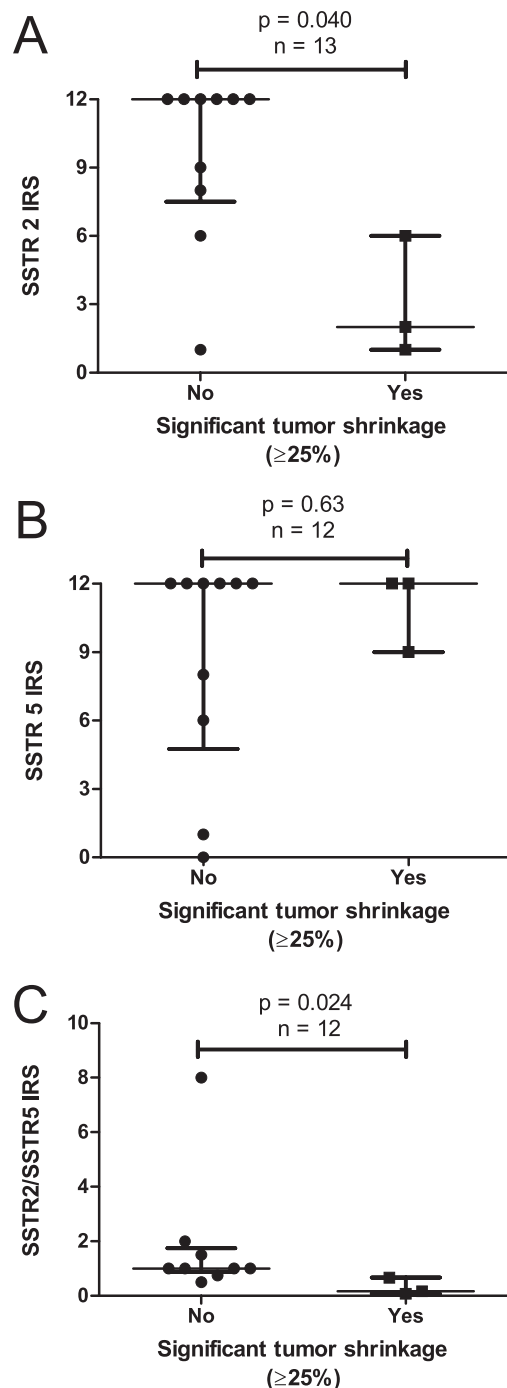 A
p = 0.040
n = 13
12
9
6
3
0
SSTR 2 IRS
No
Yes
Significant tumor shrinkage
(≥25%)
B
p = 0.63
n = 12
12
9
6
3
0
SSTR 5 IRS
No
Yes
Significant tumor shrinkage
(≥25%)
C
p = 0.024
n = 12
10
8
6
4
2
0
SSTR2/SSTR5 IRS
No
Yes
Significant tumor shrinkage
(≥25%)